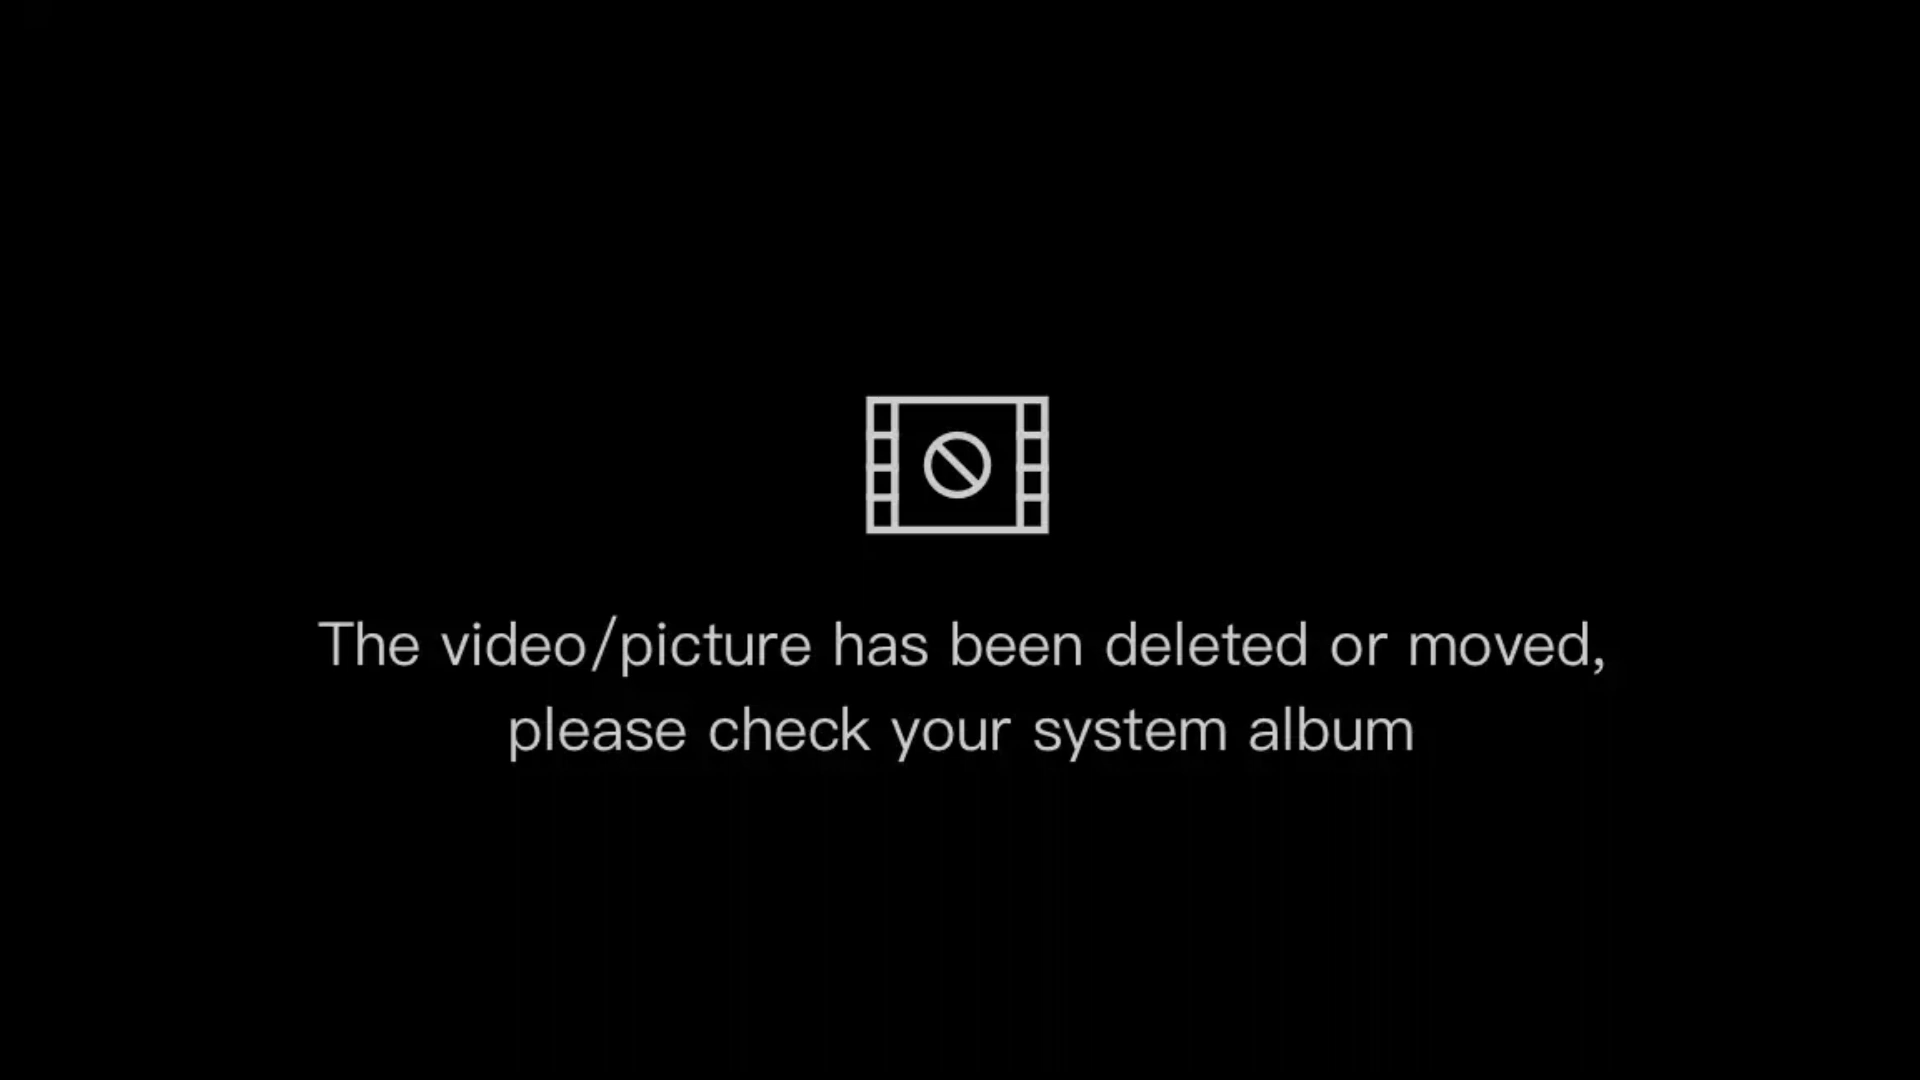 The video/picture has been deleted or moved,
please check your system album